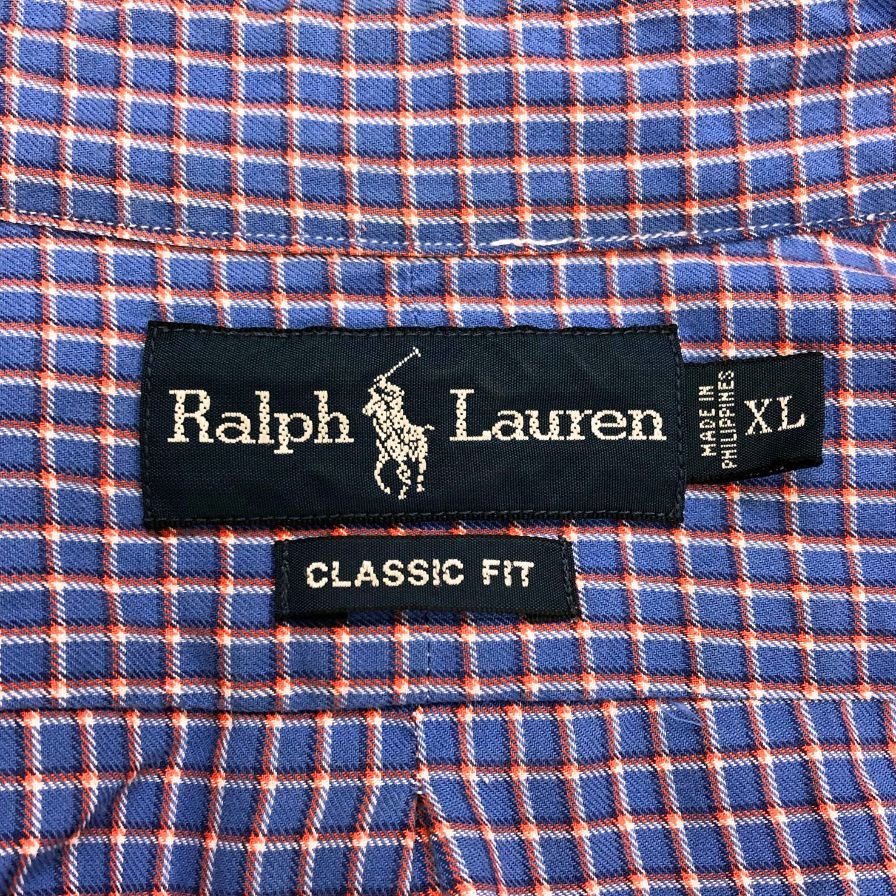 Ralph Lauren
MADE IN
PHILIPPINES
XL
CLASSIC FIT